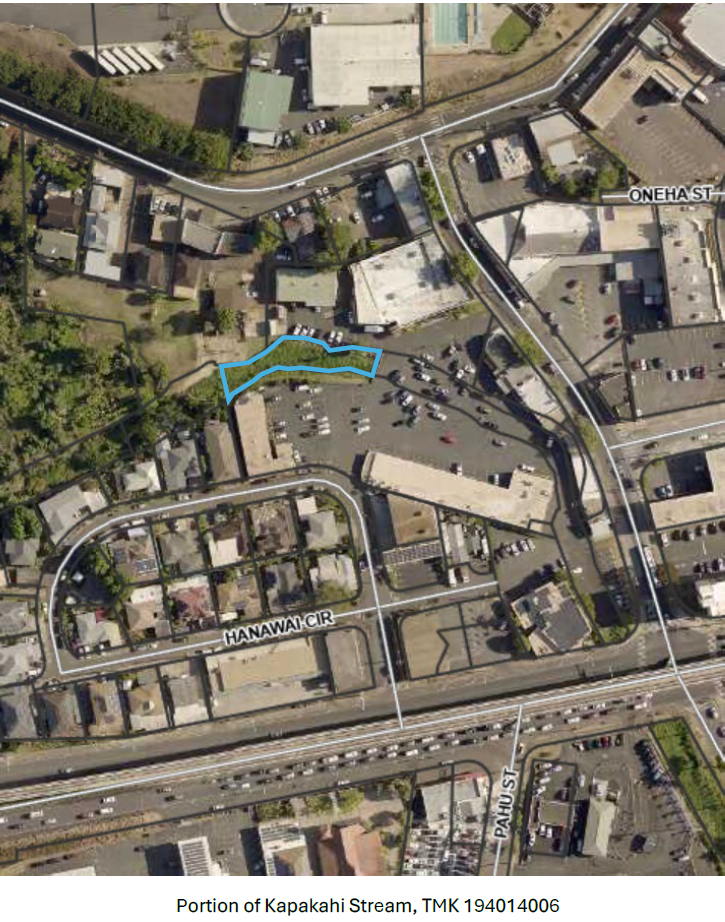 ONEHA ST
HANAWAI CIR
PAHU ST
Portion of Kapakahi Stream, TMK 194014006